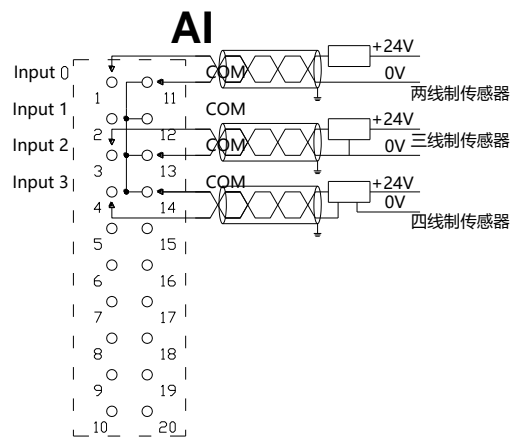 AI
+24V
Input 0
COM
0V
1
11
两线制传感器
Input 1
COM
+24V
2
12
三线制传感器
Input 2
COM
0V
3
13
Input 3
COM
+24V
0V
4
14
四线制传感器
5
15
6
16
7
17
8
18
9
19
10
20